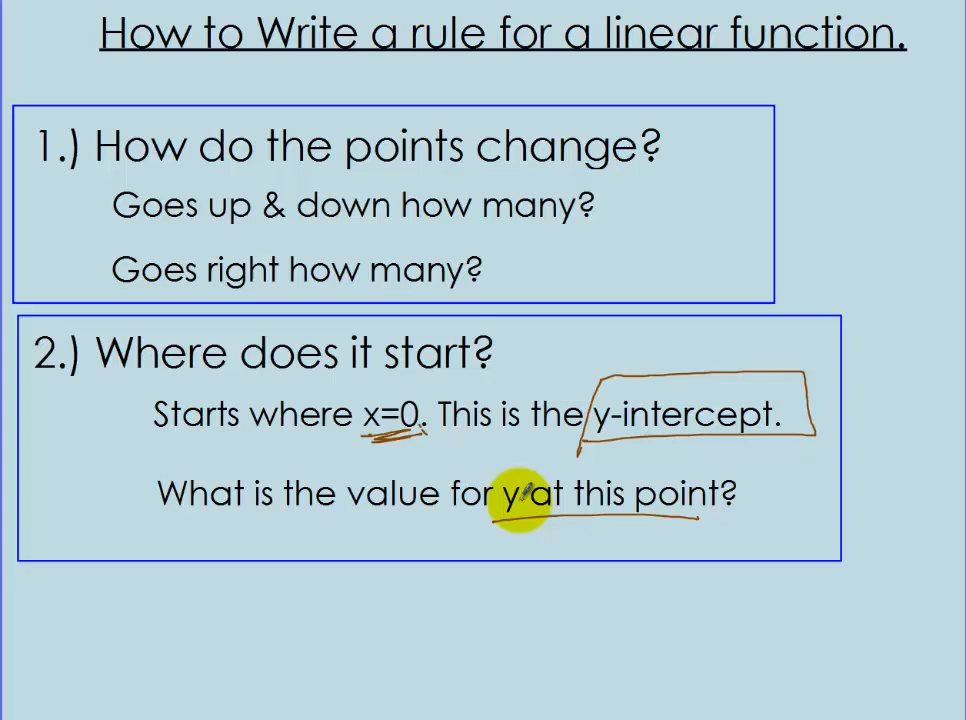 How to Write a rule for a linear function.
1.) How do the points change?
Goes up & down how many?
Goes right how many?
2.) Where does it start?
Starts where x=0. This is the y-intercept.
What is the value for y at this point?